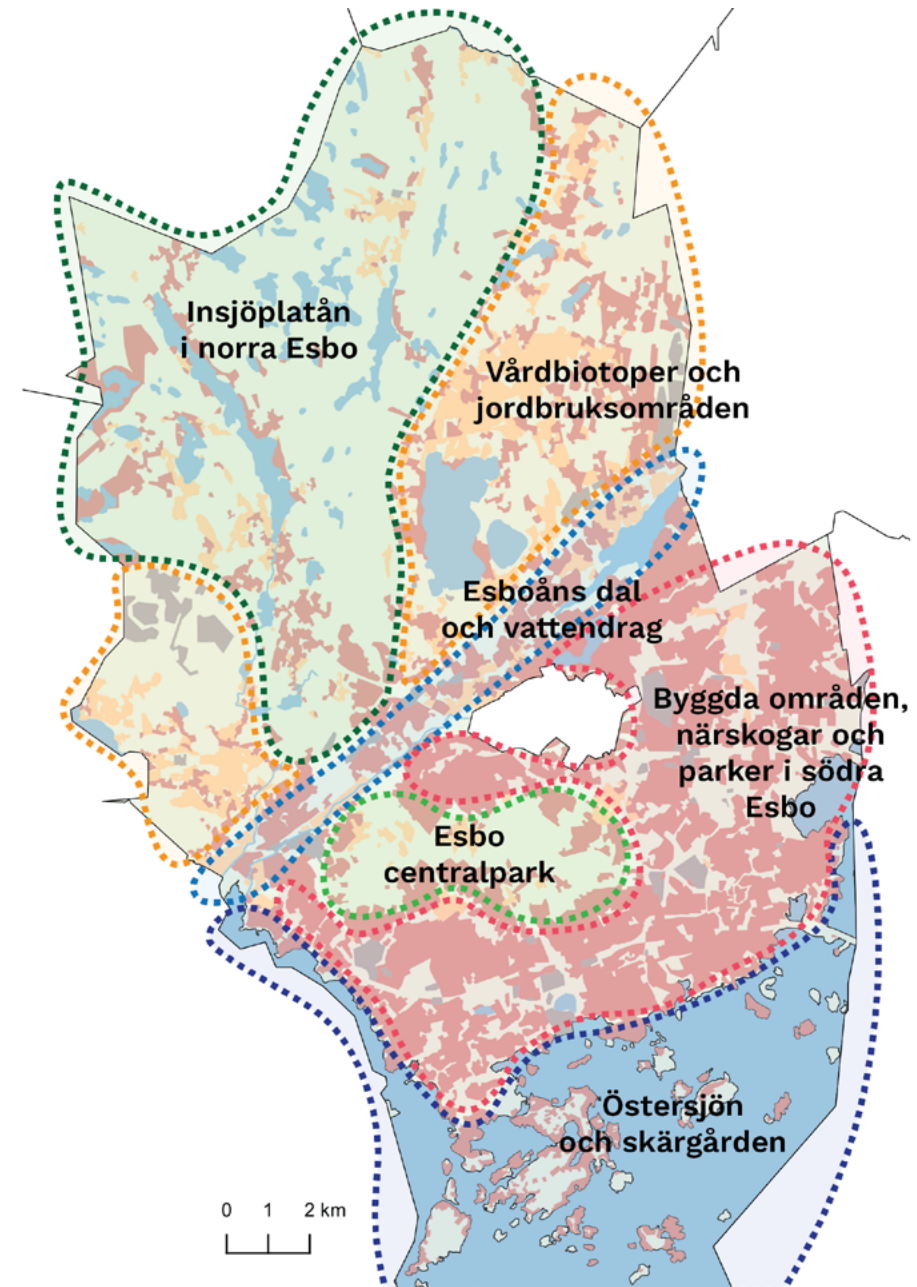 Insjöplatån
i norra Esbo
Vårdbiotoper och
jordbruksområden
Esboåns dal
och vattendrag
Byggda områden,
närskogar och
parker i södra
Esbo
Esbo
centralpark
Östersjön
och skärgården
0 1 2 km